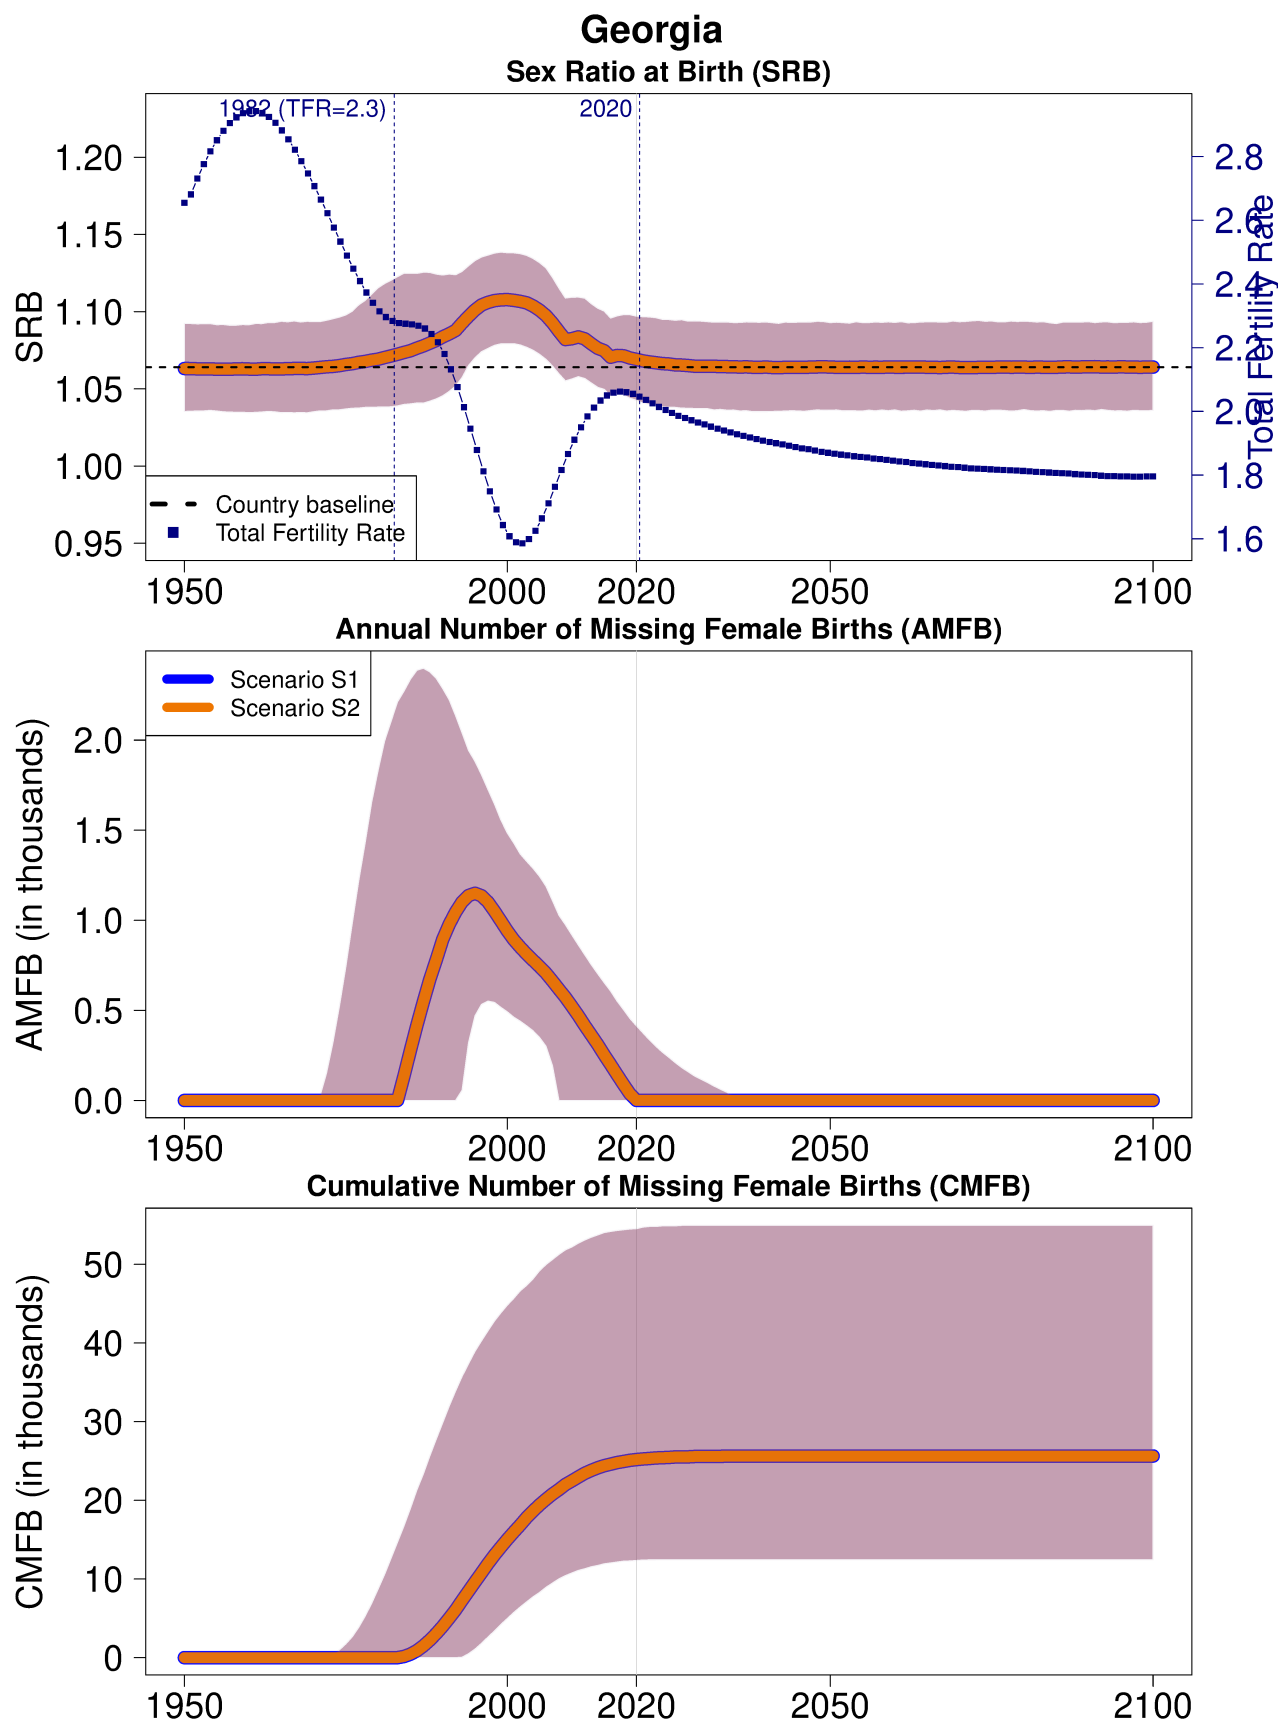 Georgia
Sex Ratio at Birth (SRB)
1982 (TFR=2.3)
2020
1.20
1.15
1.10
1.05
1.00
0.95
SRB
2.8
2.6
2.4
2.2
2.0
1.8
1.6
Total Fertility Rate
Country baseline
Total Fertility Rate
1950 2000 2020 2050 2100
Annual Number of Missing Female Births (AMFB)
Scenario S1
Scenario S2
2.0
1.5
1.0
0.5
0.0
AMFB (in thousands)
1950 2000 2020 2050 2100
Cumulative Number of Missing Female Births (CMFB)
50
40
30
20
10
0
CMFB (in thousands)
1950 2000 2020 2050 2100